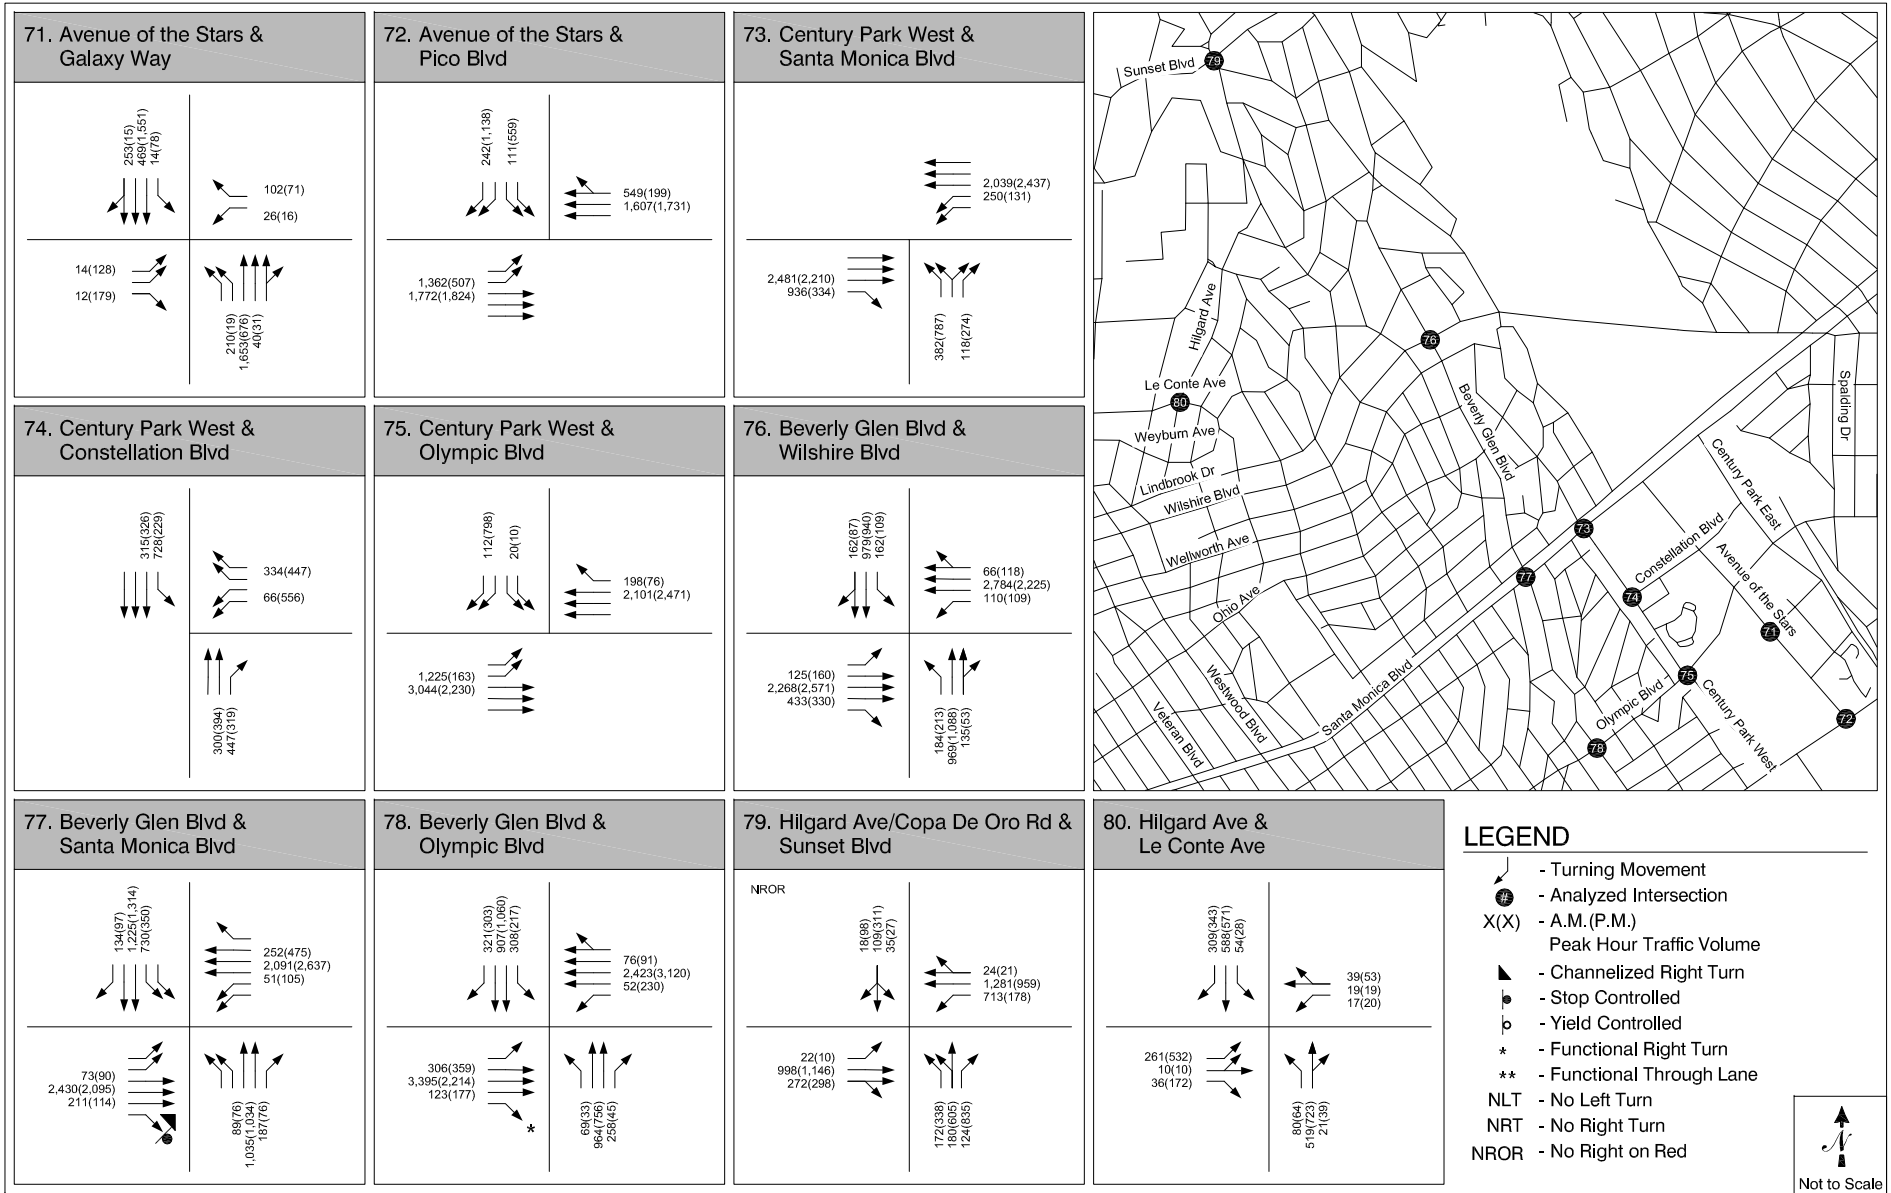 71. Avenue of the Stars &
Galaxy Way
253(15)
469(1,551)
14(78)
102(71)
26(16)
14(128)
12(179)
210(19)
1,653(676)
40(31)
72. Avenue of the Stars &
Pico Blvd
242(1,138)
111(559)
549(199)
1,607(1,731)
1,362(507)
1,772(1,824)
73. Century Park West &
Santa Monica Blvd
2,039(2,437)
250(131)
2,481(2,210)
936(334)
382(787)
118(274)
74. Century Park West &
Constellation Blvd
315(326)
728(229)
334(447)
66(556)
300(394)
447(319)
75. Century Park West &
Olympic Blvd
112(798)
20(10)
198(76)
2,101(2,471)
1,225(163)
3,044(2,230)
76. Beverly Glen Blvd &
Wilshire Blvd
162(87)
979(940)
162(109)
66(118)
2,784(2,225)
110(109)
125(160)
2,268(2,571)
433(330)
184(213)
969(1,088)
135(53)
Sunset Blvd
79
Hilgard Ave
76
Le Conte Ave
80
Weyburn Ave
Beverly Glen Blvd
Spalding Dr
Lindbrook Dr
Wilshire Blvd
Century Park East
Wellworth Ave
73
Constellation Blvd
Avenue of the Stars
77
74
Ohio Ave
71
Westwood Blvd
Santa Monica Blvd
75
Olympic Blvd
Century Park West
Veteran Blvd
72
78
77. Beverly Glen Blvd &
Santa Monica Blvd
134(97)
1,225(1,314)
730(350)
252(475)
2,091(2,637)
51(105)
73(90)
2,430(2,095)
211(114)
89(76)
1,035(1,034)
187(76)
78. Beverly Glen Blvd &
Olympic Blvd
321(303)
907(1,060)
308(217)
76(91)
2,423(3,120)
52(230)
306(359)
3,395(2,214)
123(177)
*
69(33)
964(756)
258(45)
79. Hilgard Ave/Copa De Oro Rd &
Sunset Blvd
NROR
18(98)
109(311)
35(27)
24(21)
1,281(959)
713(178)
22(10)
998(1,146)
272(298)
172(338)
180(605)
124(835)
80. Hilgard Ave &
Le Conte Ave
309(343)
588(571)
54(28)
39(53)
19(19)
17(20)
261(532)
10(10)
36(172)
80(64)
519(723)
21(39)
LEGEND
- Turning Movement
# - Analyzed Intersection
X(X) - A.M.(P.M.)
Peak Hour Traffic Volume
- Channelized Right Turn
- Stop Controlled
- Yield Controlled
* - Functional Right Turn
** - Functional Through Lane
NLT - No Left Turn
NRT - No Right Turn
NROR - No Right on Red
N
Not to Scale